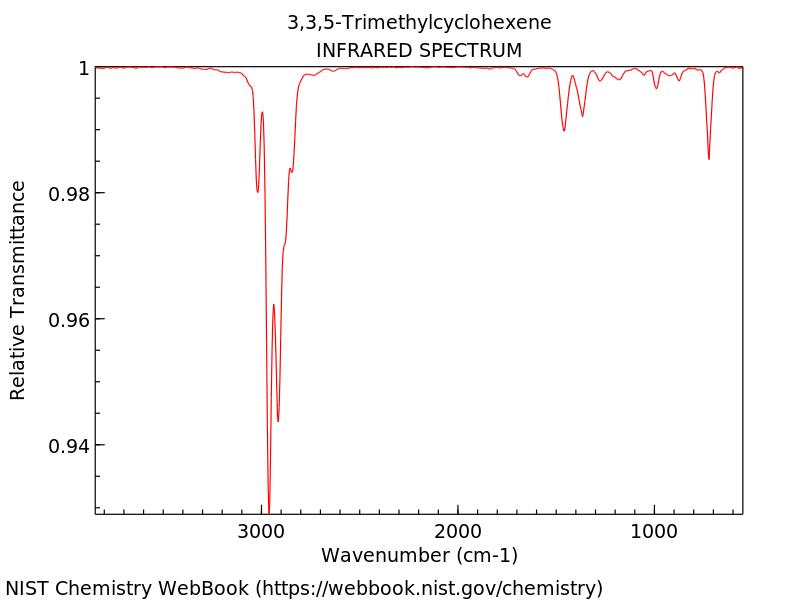 3,3,5-Trimethylcyclohexene
INFRARED SPECTRUM
1
0.98
0.96
0.94
Relative Transmittance
3000 2000 1000
Wavenumber (cm-1)
NIST Chemistry WebBook (https://webbook.nist.gov/chemistry)